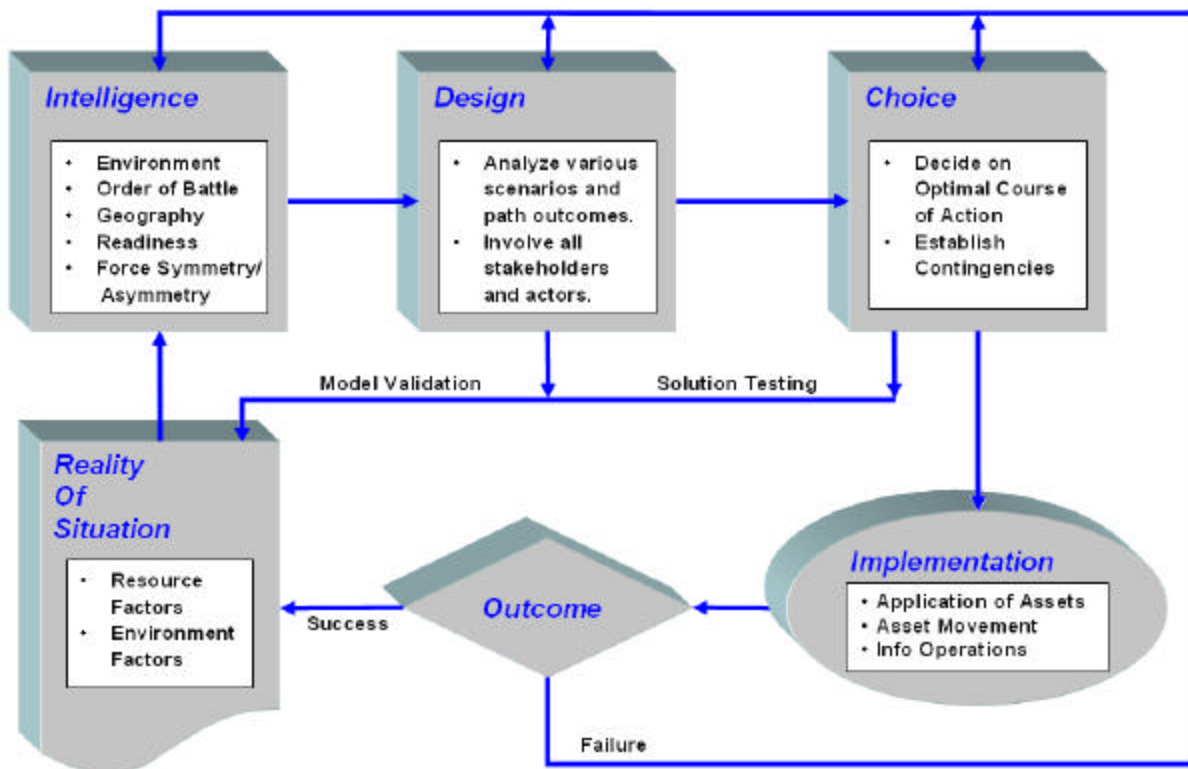 Intelligence
• Environment
• Order of Battle
• Geography
• Readiness
• Force Symmetry/
Asymmetry
Design
• Analyze various
scenarios and
path outcomes.
• Involve all
stakeholders
and actors.
Choice
• Decide on
Optimal Course
of Action
• Establish
Contingencies
Model Validation
Solution Testing
Reality
Of
Situation
• Resource
Factors
• Environment
Factors
Success
Outcome
Implementation
• Application of Assets
• Asset Movement
• Info Operations
Failure